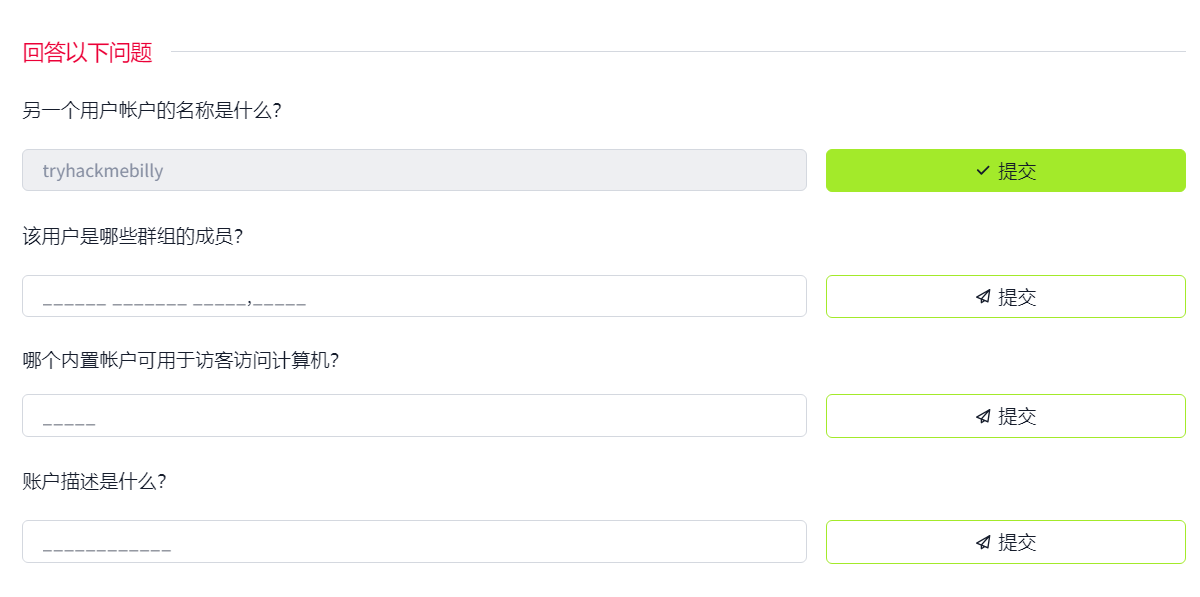 回答以下问题
另一个用户帐户的名称是什么?
tryhackmebilly
✓ 提交
该用户是哪些群组的成员?
______ _______ _____,_____
提交
哪个内置帐户可用于访客访问计算机?
_____
提交
账户描述是什么?
____________
提交